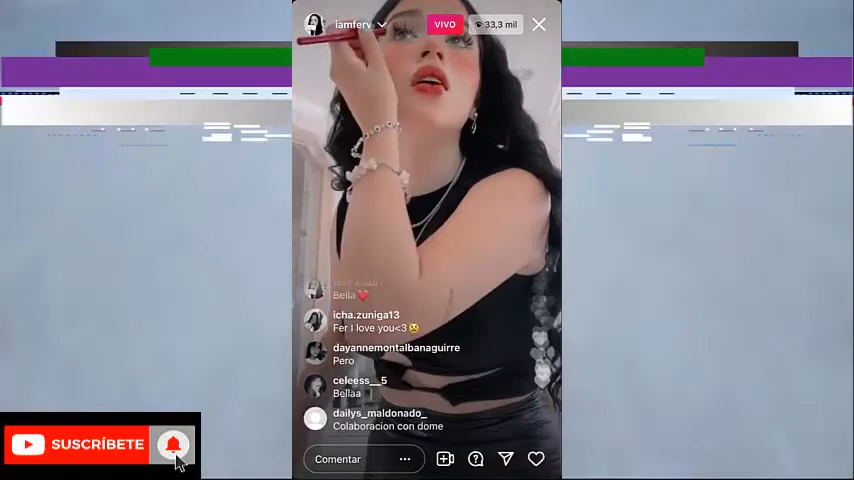 iamferv
VIVO
33,3 mil
Bella❤️
icha.zuniga13
Fer I love you<3😢
dayannemontalbanaguirre
Pero
celeess__5
Bellaa
dailys_maldonado_
Colaboracion con dome
Comentar
SUSCRÍBETE